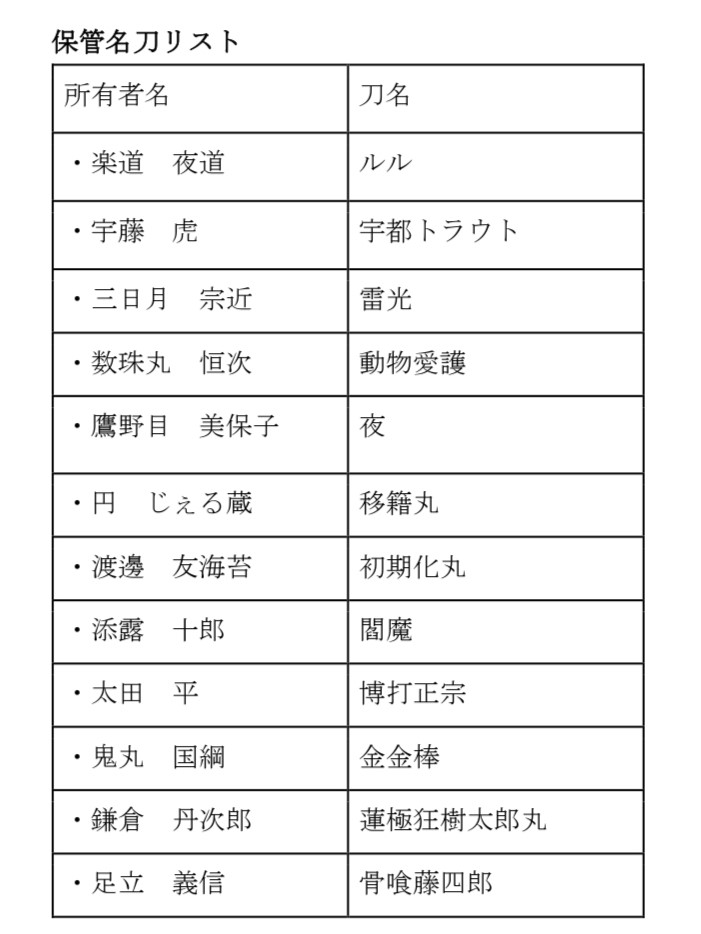 保管名刀リスト
所有者名　刀名
・楽道　夜道　ルル
・宇藤　虎　宇都トラウト
・三日月　宗近　雷光
・数珠丸　恒次　動物愛護
・鷹野目　美保子　夜
・円　じぇる蔵　移籍丸
・渡邊　友海苔　初期化丸
・添露　十郎　閻魔
・太田　平　博打正宗
・鬼丸　国綱　金金棒
・鎌倉　丹次郎　蓮極狂樹太郎丸
・足立　義信　骨喰藤四郎